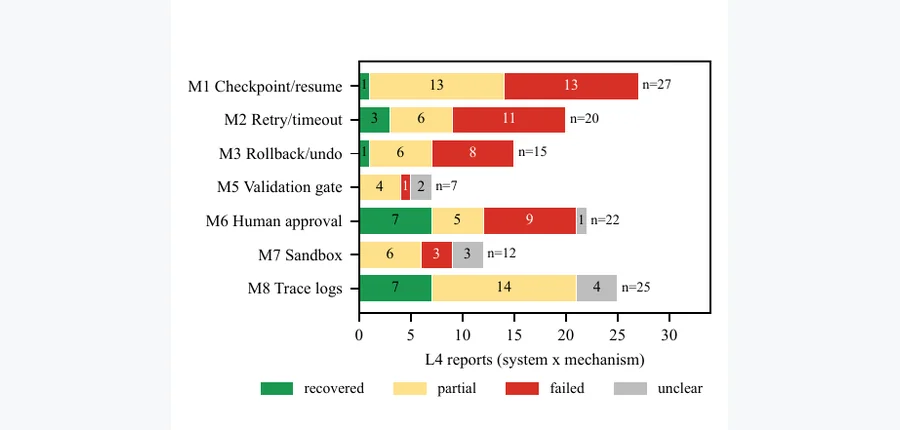 M1 Checkpoint/resume 1 13 13 n=27
M2 Retry/timeout 3 6 11 n=20
M3 Rollback/undo 1 6 8 n=15
M5 Validation gate 4 1 2 n=7
M6 Human approval 7 5 9 1 n=22
M7 Sandbox 6 3 3 n=12
M8 Trace logs 7 14 4 n=25
0 5 10 15 20 25 30
L4 reports (system x mechanism)
recovered partial failed unclear